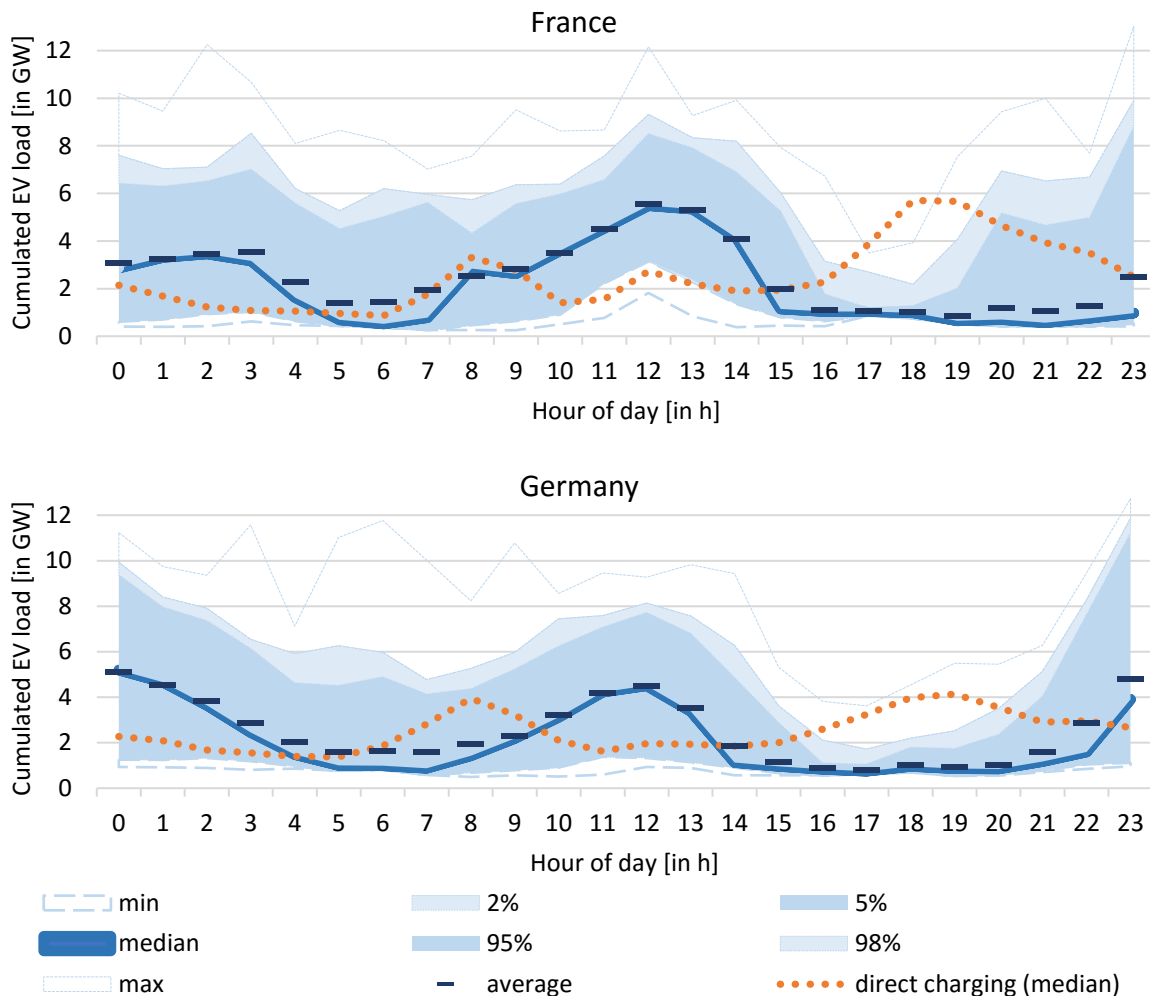 France
Cumulated EV load [in GW]
12
10
8
6
4
2
0
0 1 2 3 4 5 6 7 8 9 10 11 12 13 14 15 16 17 18 19 20 21 22 23
Hour of day [in h]
Germany
Cumulated EV load [in GW]
12
10
8
6
4
2
0
0 1 2 3 4 5 6 7 8 9 10 11 12 13 14 15 16 17 18 19 20 21 22 23
Hour of day [in h]
min 2% 5%
median 95% 98%
max average direct charging (median)